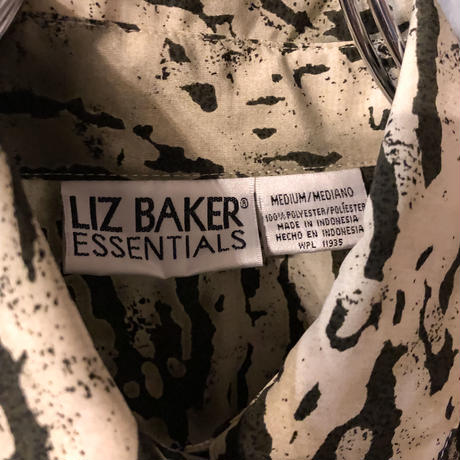 LIZ BAKER®
ESSENTIALS
MEDIUM/MEDIANO
100% POLYESTER/POLIÉSTER
MADE IN INDONESIA
HECHO EN INDONESIA
WPL 11935